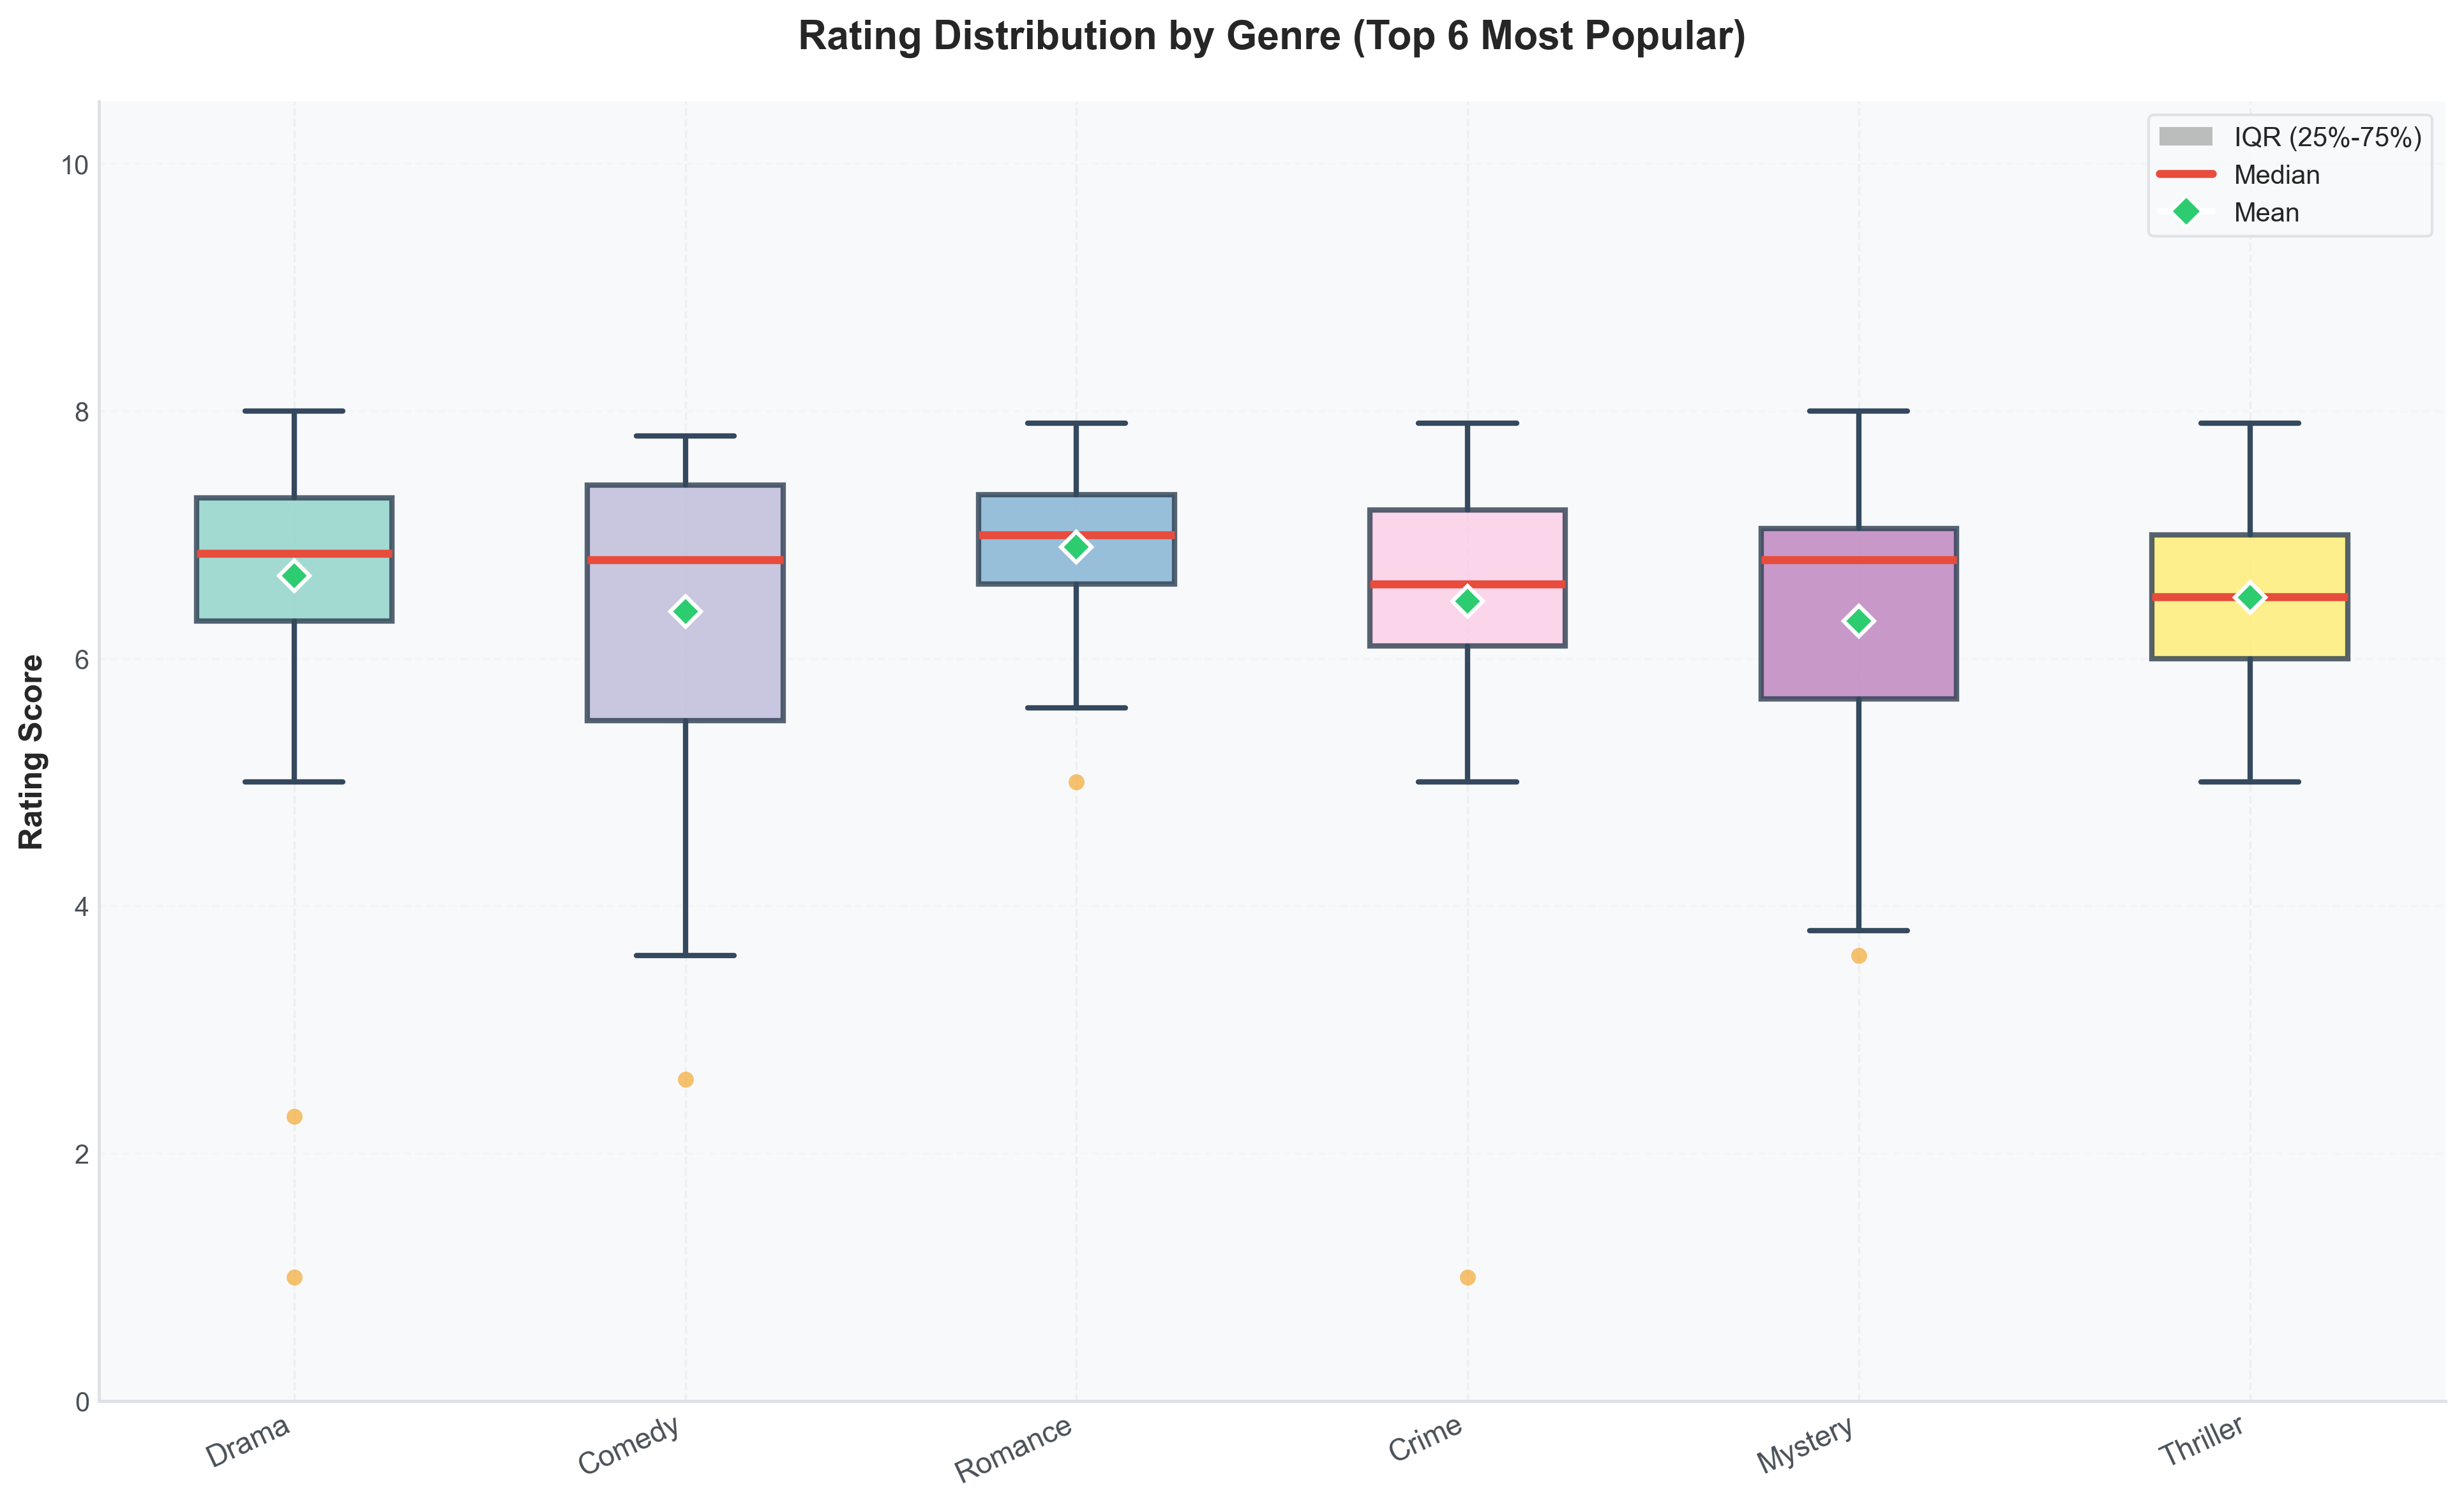 Rating Distribution by Genre (Top 6 Most Popular)
IQR (25%-75%)
Median
Mean
Rating Score
10
8
6
4
2
0
Drama
Comedy
Romance
Crime
Mystery
Thriller